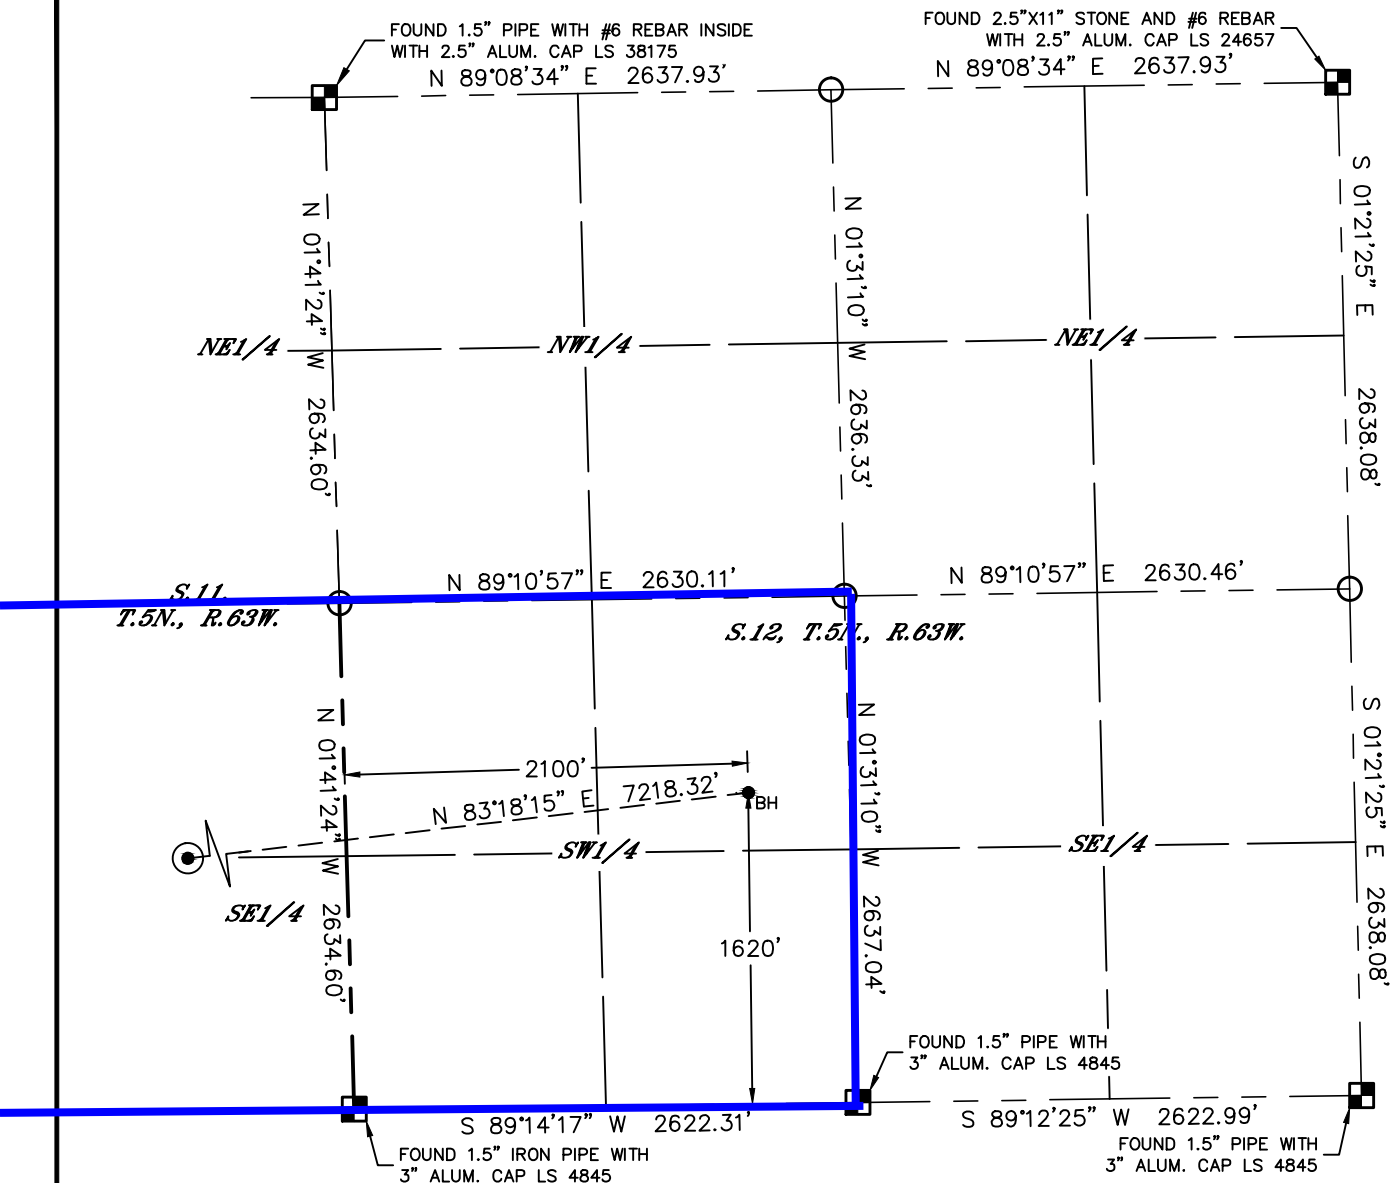 FOUND 1.5" PIPE WITH #6 REBAR INSIDE
WITH 2.5" ALUM. CAP LS 38175
FOUND 2.5"X11" STONE AND #6 REBAR
WITH 2.5" ALUM. CAP LS 24657
N 89°08'34" E 2637.93'
N 89°08'34" E 2637.93'
N 01°41'24" W 2634.60'
N 01°31'10" W 2636.33'
S 01°21'25" E 2638.08'
NE1/4
NW1/4
NE1/4
N 89°10'57" E 2630.11'
N 89°10'57" E 2630.46'
S.11,
T.5N., R.63W.
S.12, T.5N., R.63W.
N 01°41'24" W 2634.60'
N 01°31'10" W 2637.04'
S 01°21'25" E 2638.08'
2100'
N 83°18'15" E 7218.32'
BH
SW1/4
SE1/4
SE1/4
1620'
FOUND 1.5" PIPE WITH
3" ALUM. CAP LS 4845
S 89°14'17" W 2622.31'
S 89°12'25" W 2622.99'
FOUND 1.5" IRON PIPE WITH
3" ALUM. CAP LS 4845
FOUND 1.5" PIPE WITH
3" ALUM. CAP LS 4845